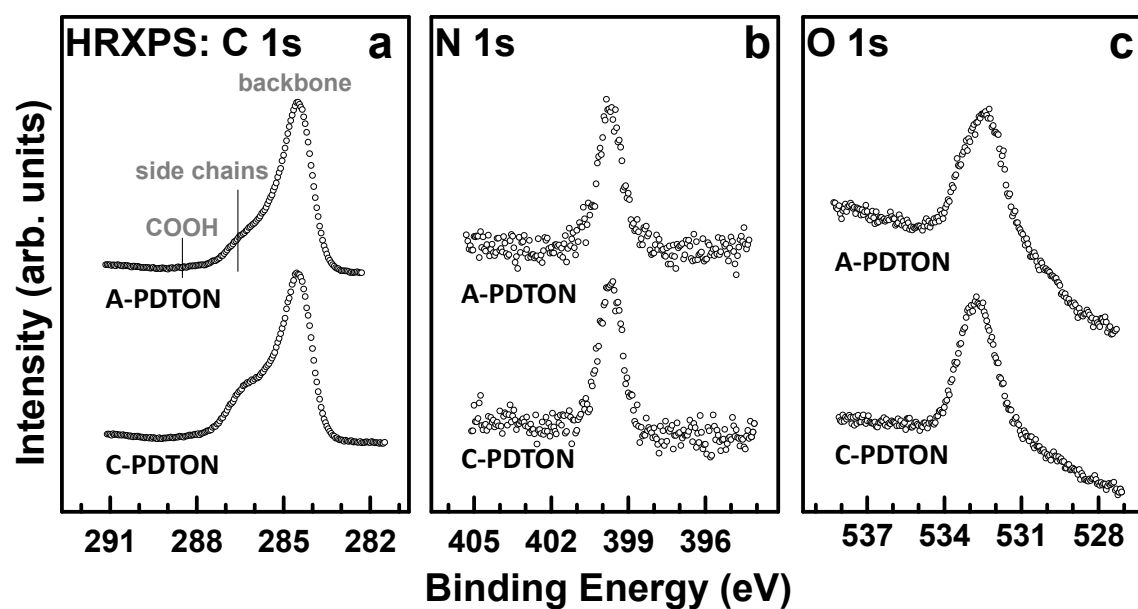 HRXPS: C 1s
a
backbone
side chains
COOH
A-PDTON
C-PDTON
N 1s
b
A-PDTON
C-PDTON
O 1s
c
A-PDTON
C-PDTON
Intensity (arb. units)
291 288 285 282
405 402 399 396
537 534 531 528
Binding Energy (eV)